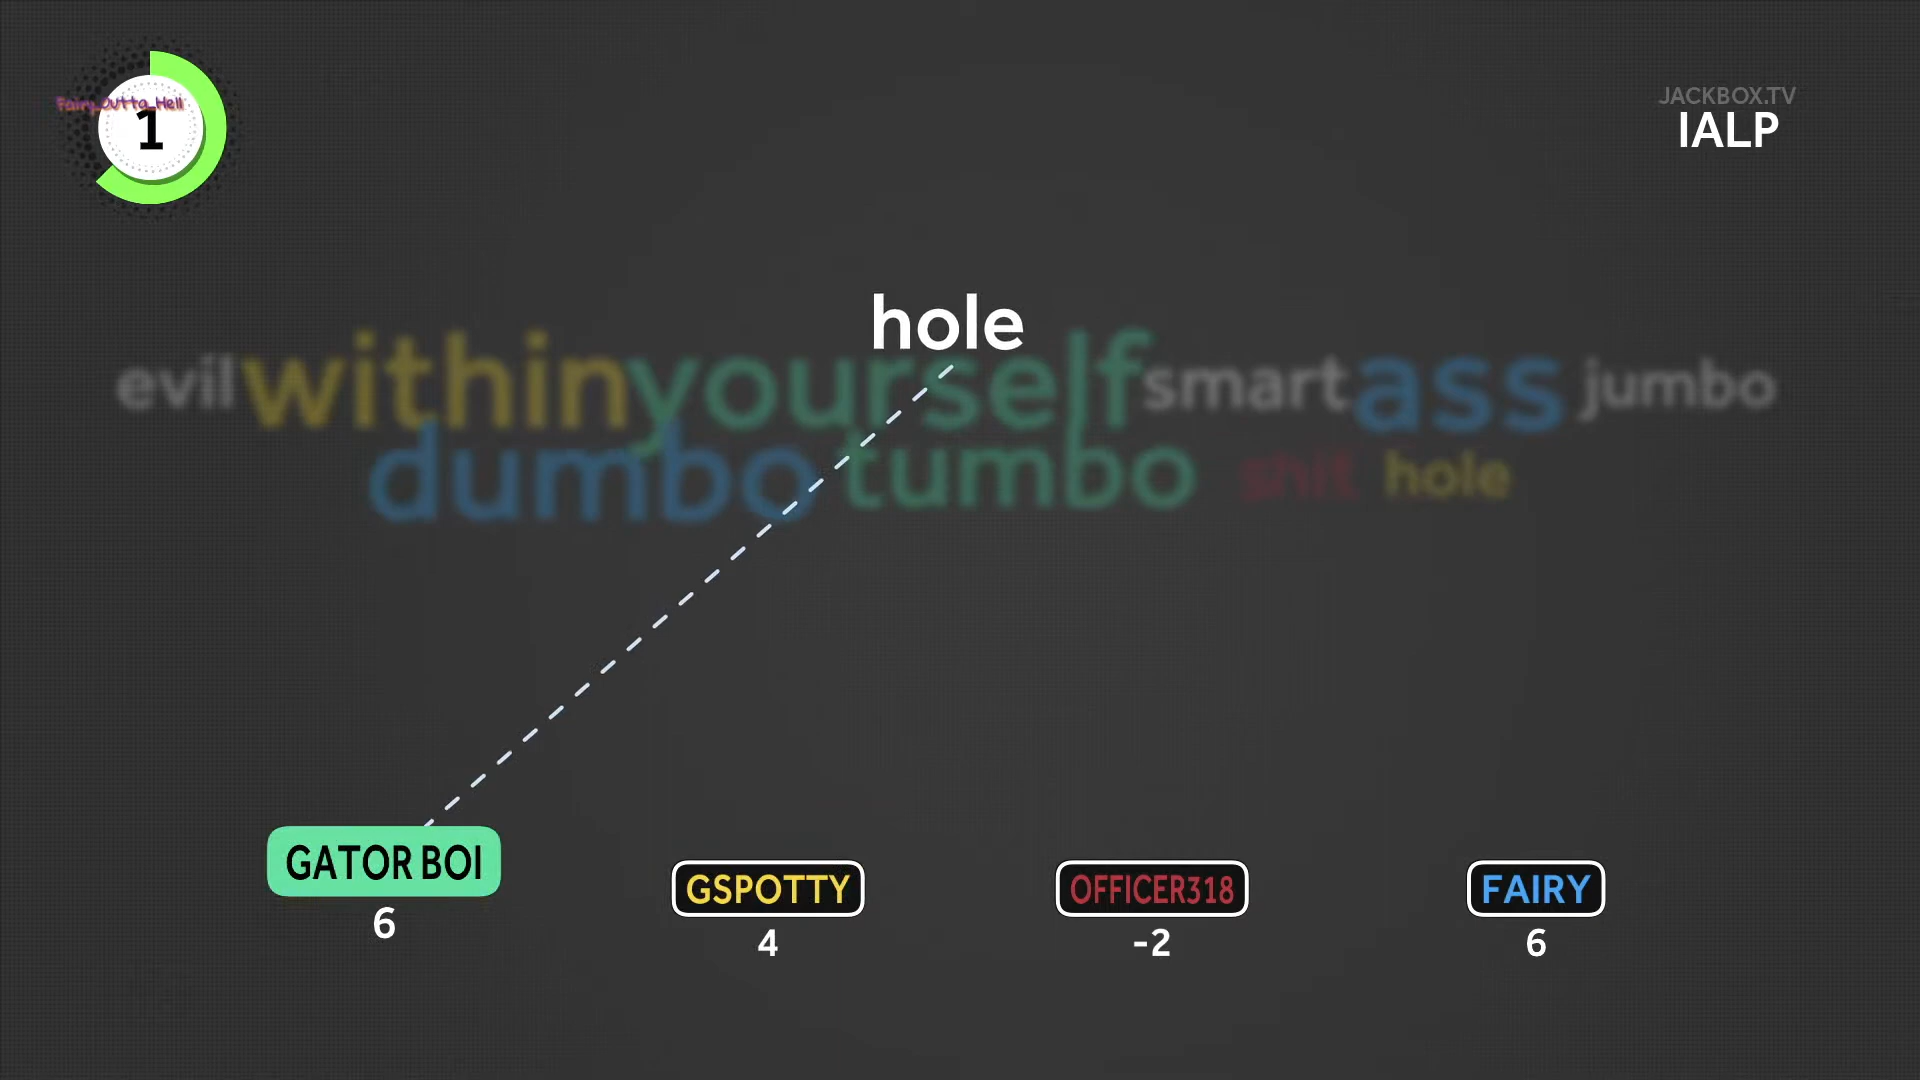 Fairy_Outta_Hell
1
JACKBOX.TV
IALP
hole
evil within yourself smart ass jumbo
dumbo tumbo shit hole
GATOR BOI
6
GSPOTTY
4
OFFICER318
-2
FAIRY
6